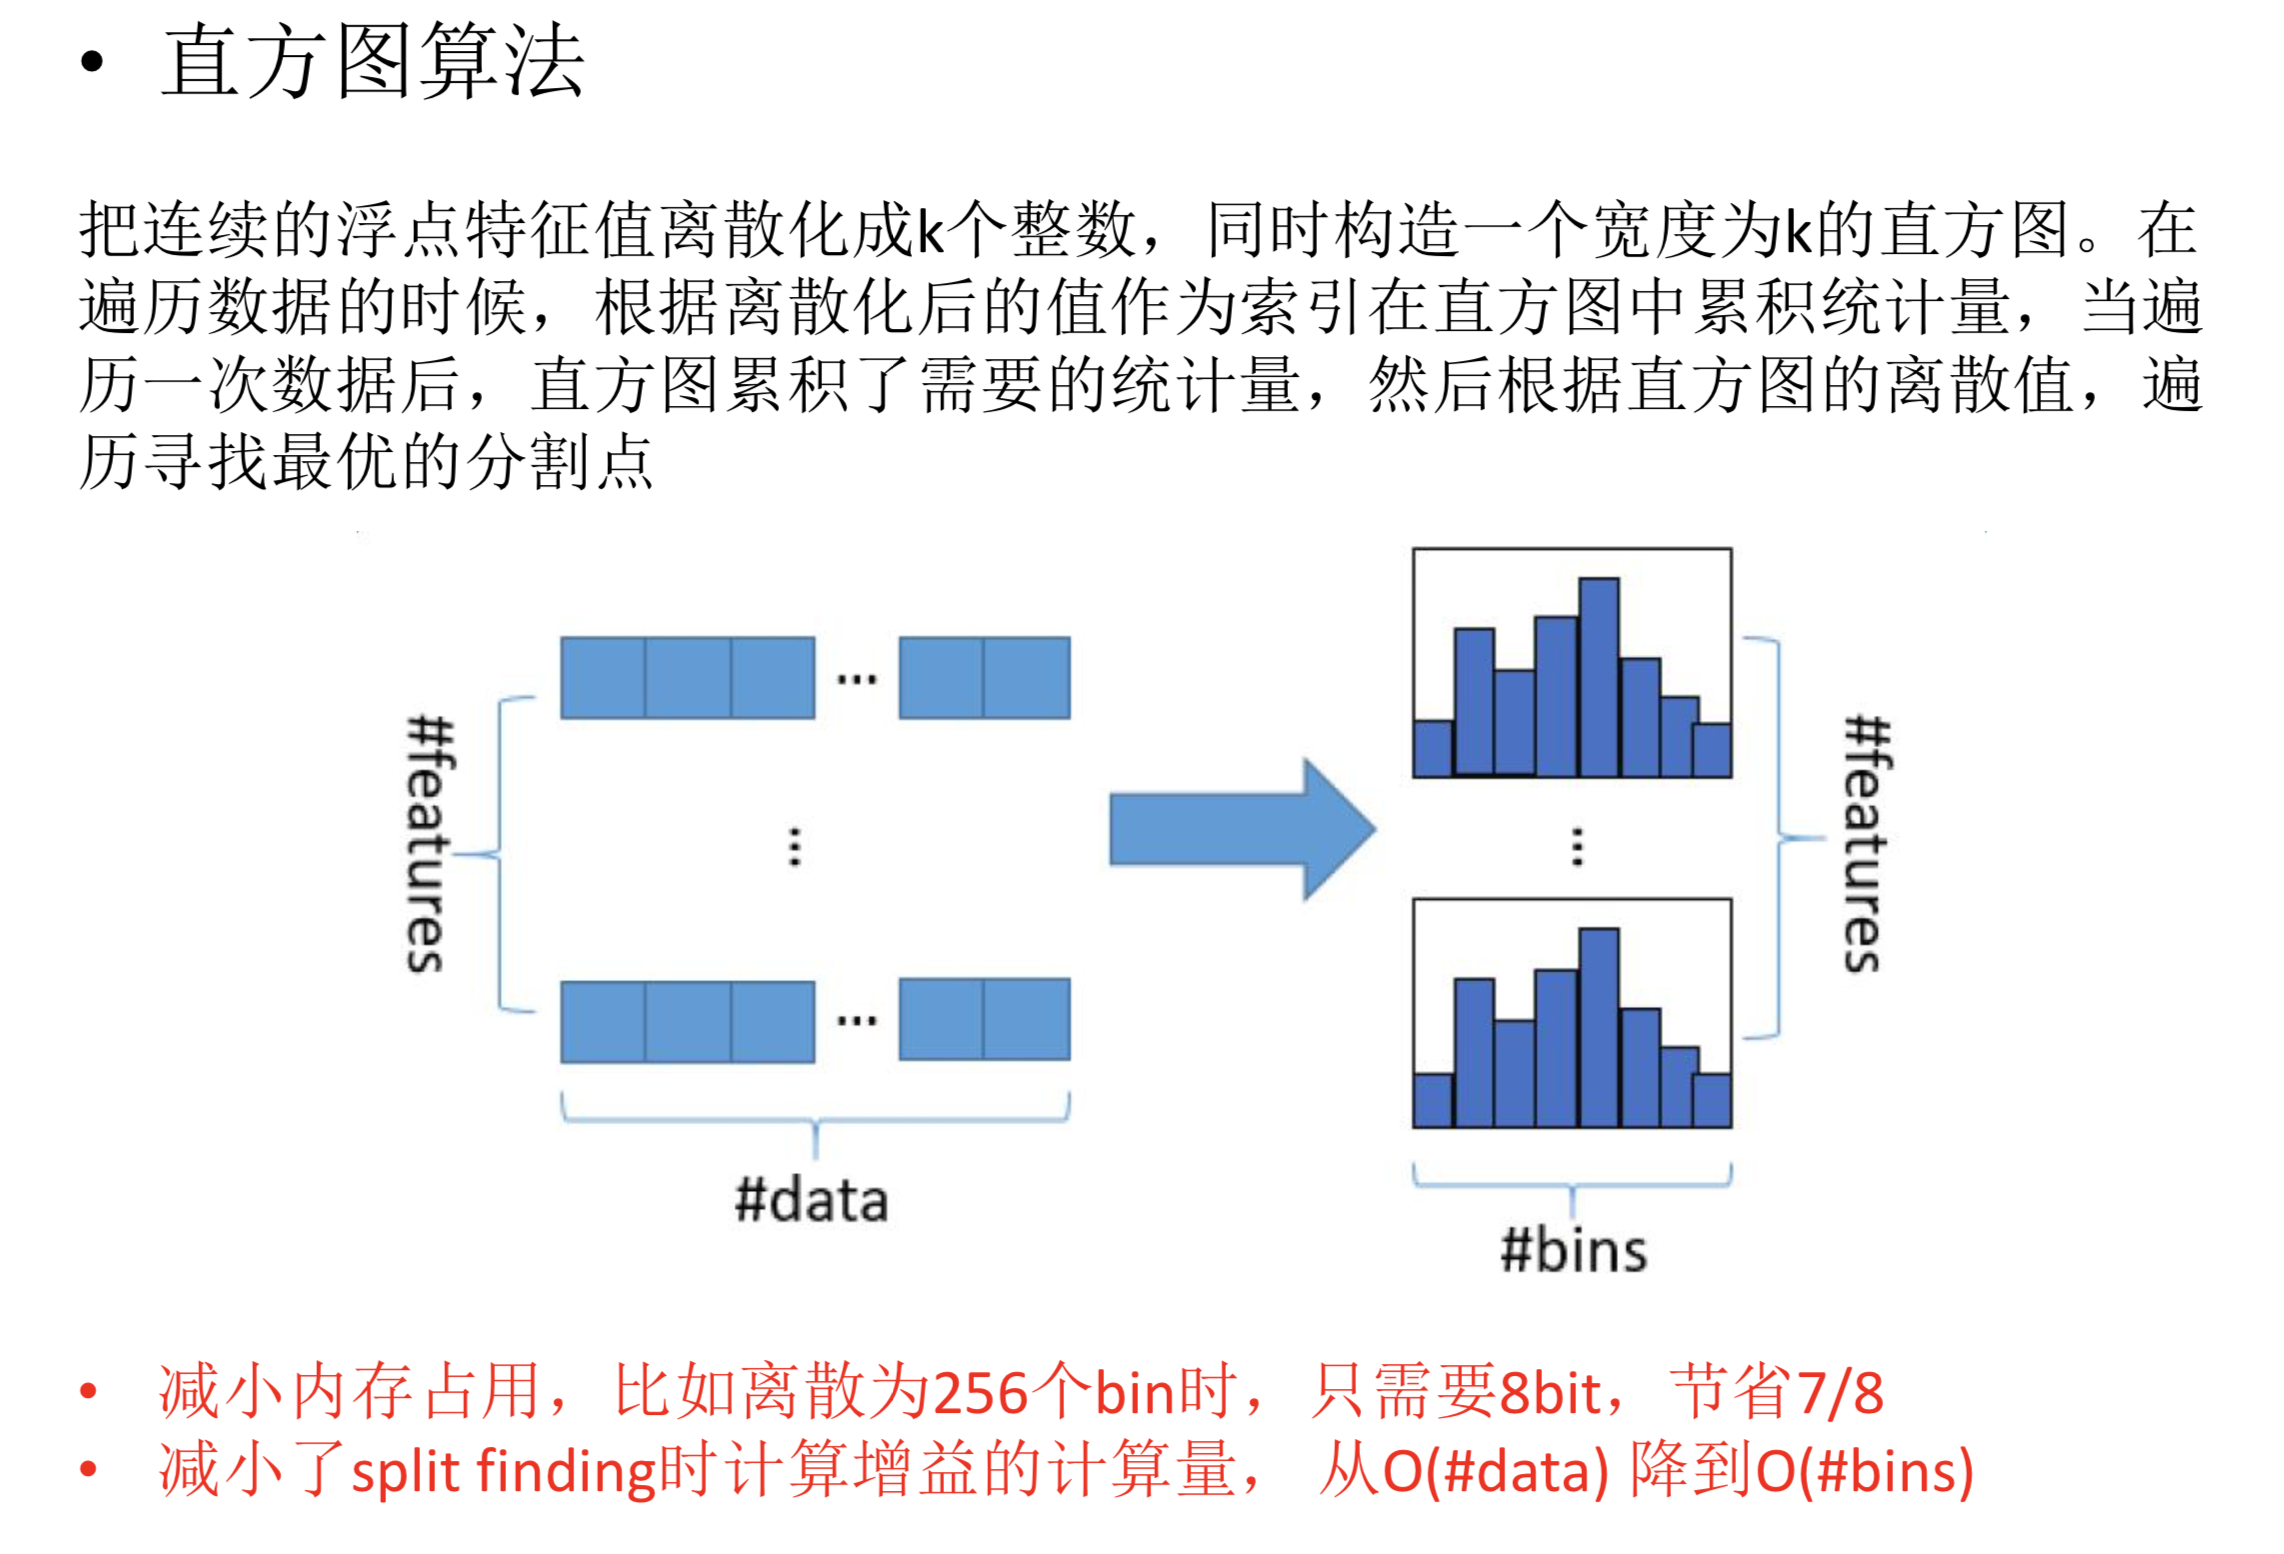 • 直方图算法
把连续的浮点特征值离散化成k个整数，同时构造一个宽度为k的直方图。在
遍历数据的时候，根据离散化后的值作为索引在直方图中累积统计量，当遍
历一次数据后，直方图累积了需要的统计量，然后根据直方图的离散值，遍
历寻找最优的分割点
#features
...
...
...
#data
...
#features
#bins
• 减小内存占用，比如离散为256个bin时，只需要8bit，节省7/8
• 减小了split finding时计算增益的计算量， 从O(#data) 降到O(#bins)